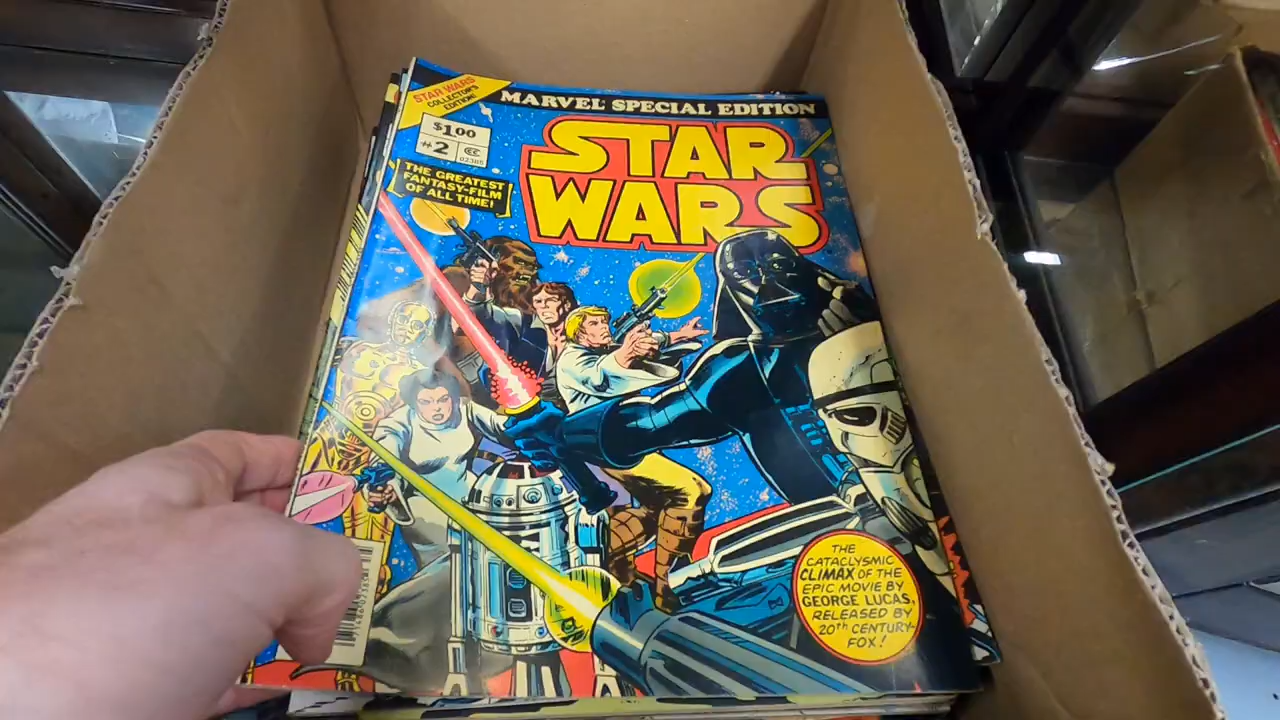 STAR WARS
COLLECTOR'S
EDITION!
MARVEL SPECIAL EDITION
$1.00
#2
CC
02385
THE GREATEST
FANTASY-FILM
OF ALL TIME!
STAR
WARS
THE
CATACLYSMIC
CLIMAX OF THE
EPIC MOVIE BY
GEORGE LUCAS,
RELEASED BY
20th CENTURY-
FOX!